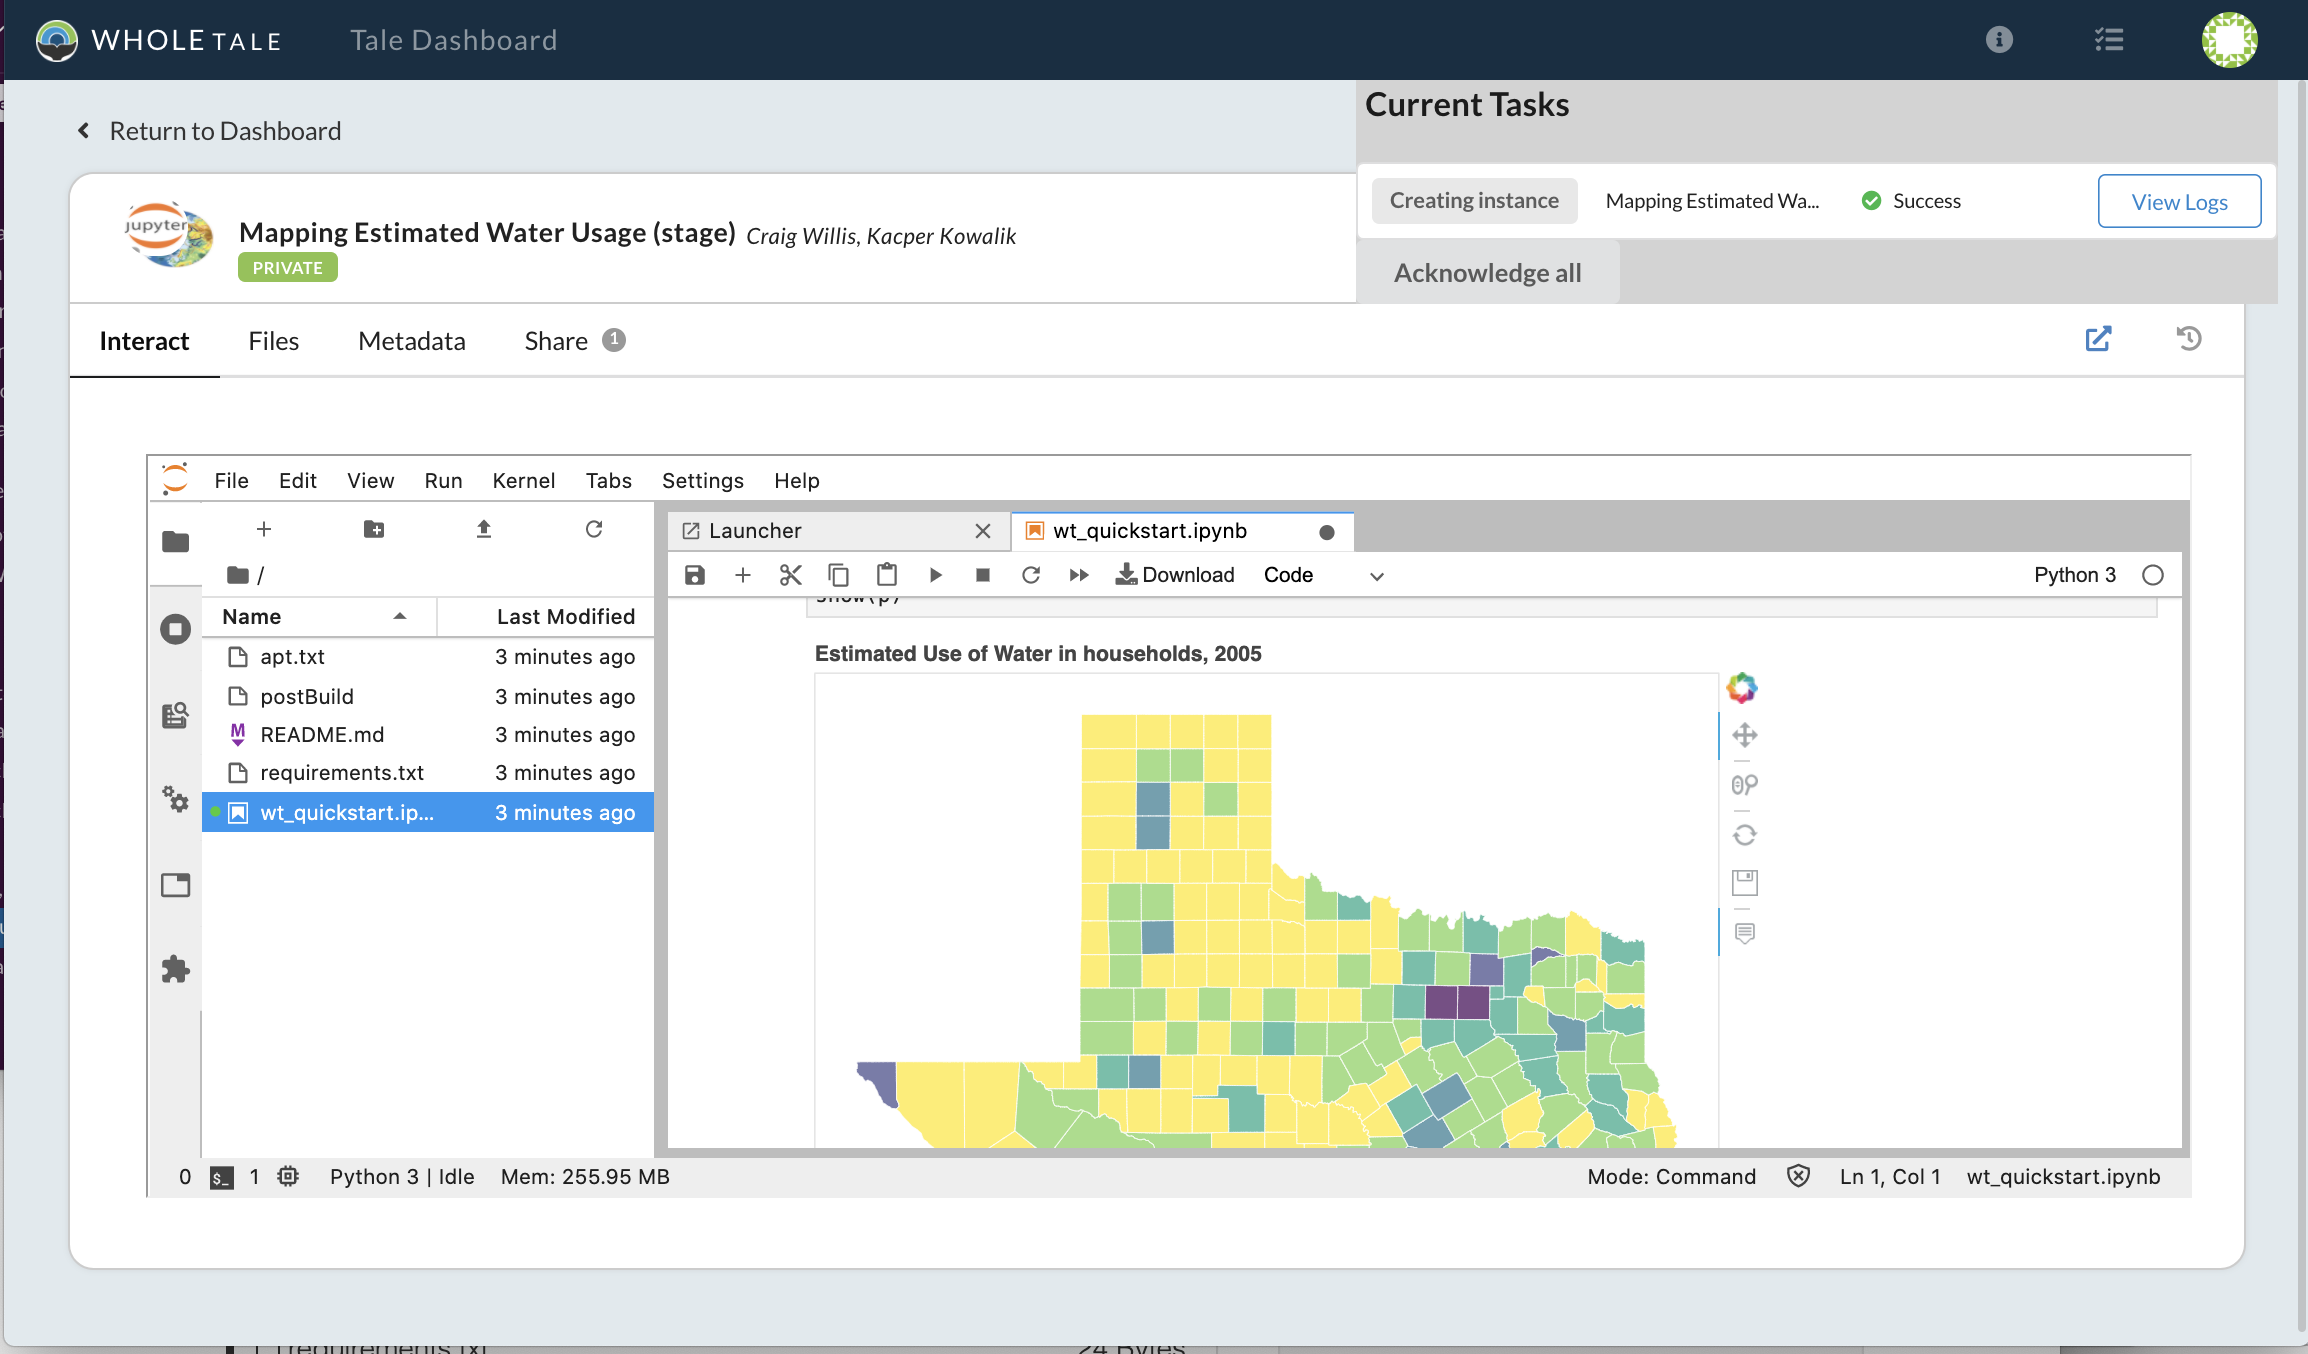 WHOLE TALE Tale Dashboard
Current Tasks
Return to Dashboard
Creating instance Mapping Estimated Wa... Success View Logs
jupyter
Mapping Estimated Water Usage (stage) Craig Willis, Kacper Kowalik
PRIVATE
Acknowledge all
Interact Files Metadata Share 1
File Edit View Run Kernel Tabs Settings Help
Launcher wt_quickstart.ipynb
/
Download Code Python 3
Name Last Modified
show(p)
apt.txt 3 minutes ago
Estimated Use of Water in households, 2005
postBuild 3 minutes ago
README.md 3 minutes ago
requirements.txt 3 minutes ago
wt_quickstart.ip... 3 minutes ago
0 $_ 1 Python 3 | Idle Mem: 255.95 MB Mode: Command Ln 1, Col 1 wt_quickstart.ipynb
requirements.txt 24 Bytes